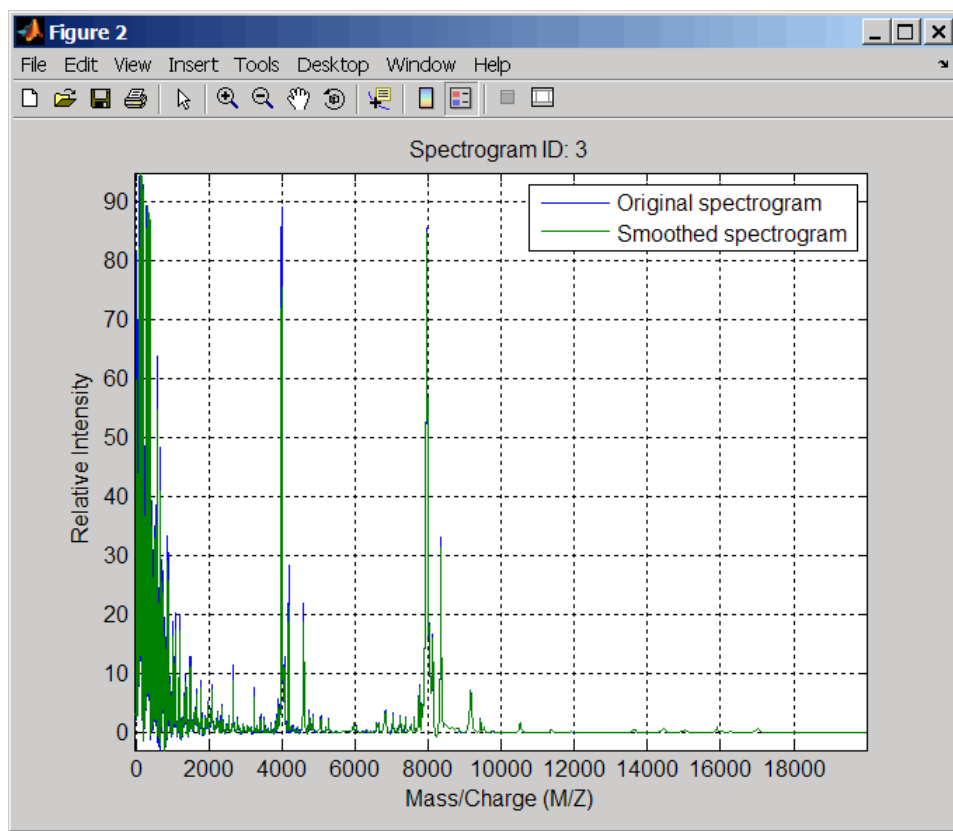 Figure 2
File Edit View Insert Tools Desktop Window Help
Spectrogram ID: 3
Original spectrogram
Smoothed spectrogram
Relative Intensity
90
80
70
60
50
40
30
20
10
0
0 2000 4000 6000 8000 10000 12000 14000 16000 18000
Mass/Charge (M/Z)